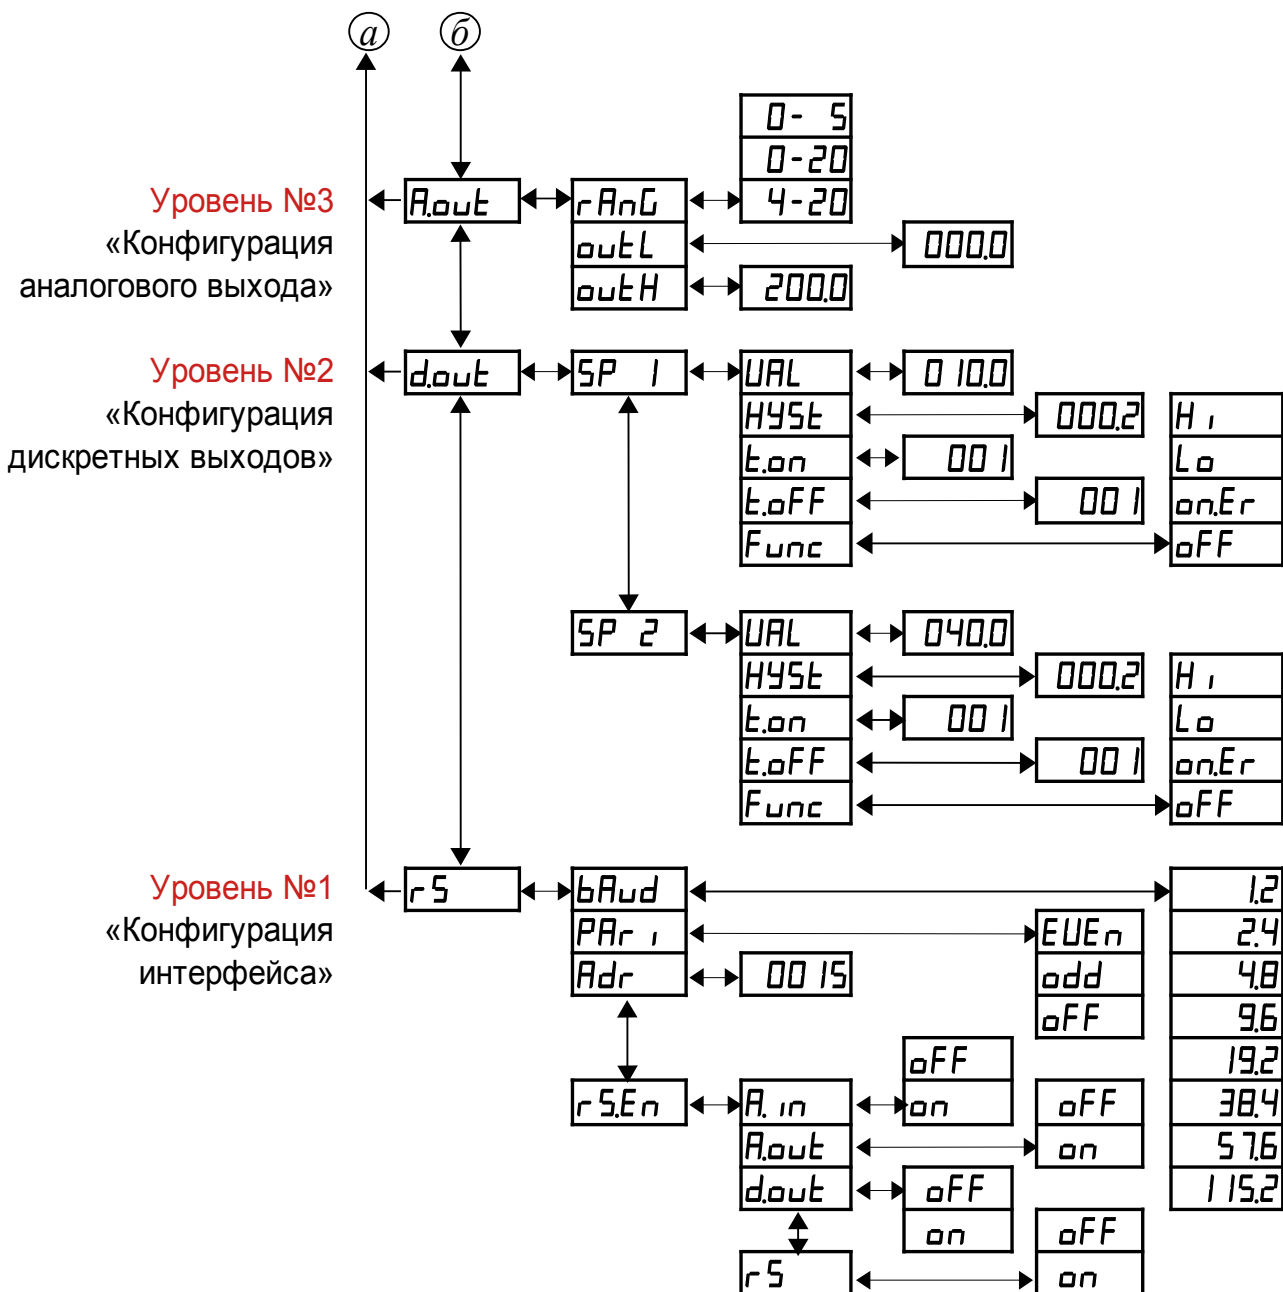 а б
0- 5
0-20
Уровень №3 A.out rAnG 4-20
«Конфигурация outL 000.0
аналогового выхода» outH 200.0
Уровень №2 d.out SP 1 UAL 010.0
«Конфигурация HYSt 000.2 Hi
дискретных выходов» t.on 001 Lo
t.oFF 001 on.Er
Func oFF
SP 2 UAL 040.0
HYSt 000.2 Hi
t.on 001 Lo
t.oFF 001 on.Er
Func oFF
Уровень №1 rS bAud 1.2
«Конфигурация PAri EUEn 2.4
интерфейса» Adr 0015 odd 4.8
oFF 9.6
oFF 19.2
rS.En A.in on oFF 38.4
A.out on 57.6
d.out oFF 115.2
on oFF
rS on